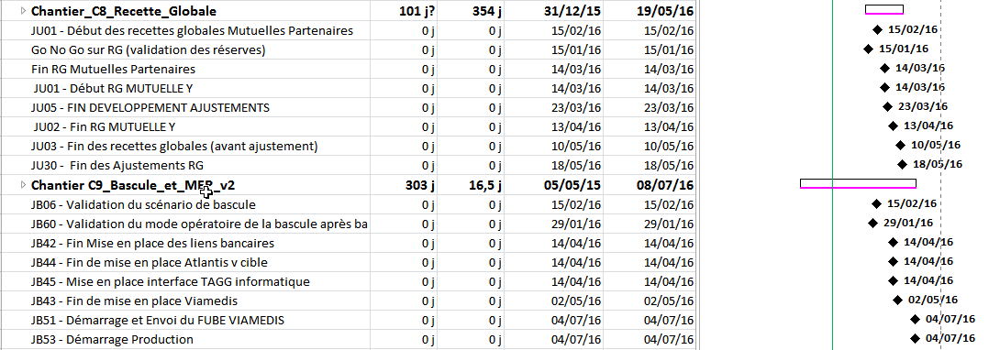 Chantier_C8_Recette_Globale 101 j? 354 j 31/12/15 19/05/16
JU01 - Début des recettes globales Mutuelles Partenaires 0 j 0 j 15/02/16 15/02/16 15/02/16
Go No Go sur RG (validation des réserves) 0 j 0 j 15/01/16 15/01/16 15/01/16
Fin RG Mutuelles Partenaires 0 j 0 j 14/03/16 14/03/16 14/03/16
JU01 - Début RG MUTUELLE Y 0 j 0 j 14/03/16 14/03/16 14/03/16
JU05 - FIN DEVELOPPEMENT AJUSTEMENTS 0 j 0 j 23/03/16 23/03/16 23/03/16
JU02 - Fin RG MUTUELLE Y 0 j 0 j 13/04/16 13/04/16 13/04/16
JU03 - Fin des recettes globales (avant ajustement) 0 j 0 j 10/05/16 10/05/16 10/05/16
JU30 - Fin des Ajustements RG 0 j 0 j 18/05/16 18/05/16 18/05/16
Chantier C9_Bascule_et_MEP_v2 303 j 16,5 j 05/05/15 08/07/16
JB06 - Validation du scénario de bascule 0 j 0 j 15/02/16 15/02/16 15/02/16
JB60 - Validation du mode opératoire de la bascule après ba 0 j 0 j 29/01/16 29/01/16 29/01/16
JB42 - Fin Mise en place des liens bancaires 0 j 0 j 14/04/16 14/04/16 14/04/16
JB44 - Fin de mise en place Atlantis v cible 0 j 0 j 14/04/16 14/04/16 14/04/16
JB45 - Mise en place interface TAGG informatique 0 j 0 j 14/04/16 14/04/16 14/04/16
JB43 - Fin de mise en place Viamedis 0 j 0 j 02/05/16 02/05/16 02/05/16
JB51 - Démarrage et Envoi du FUBE VIAMEDIS 0 j 0 j 04/07/16 04/07/16 04/07/16
JB53 - Démarrage Production 0 j 0 j 04/07/16 04/07/16 04/07/16